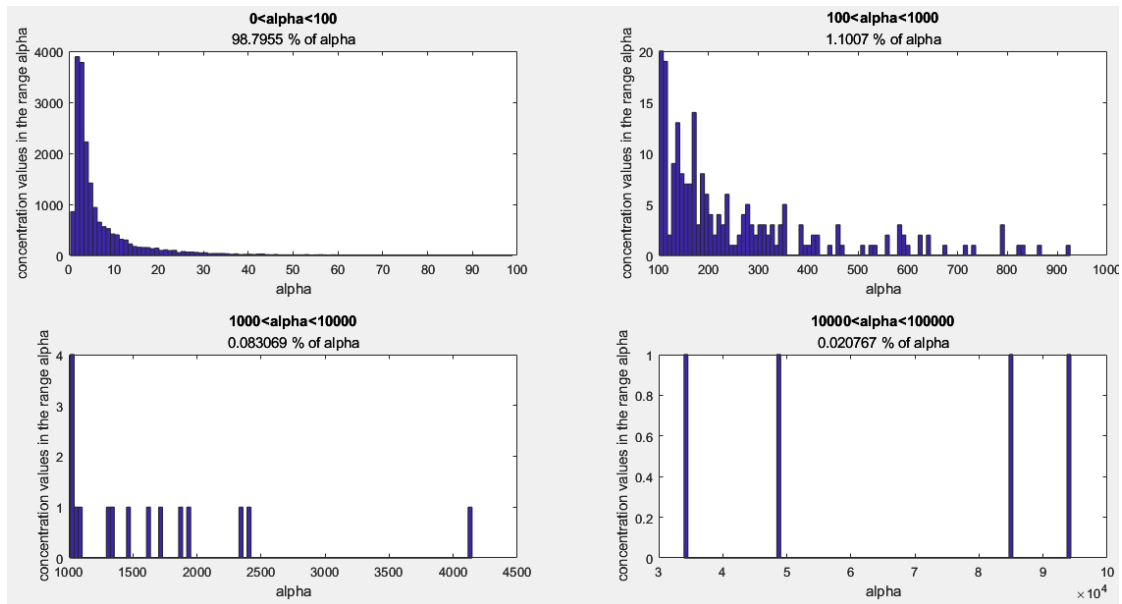 0<alpha<100
98.7955 % of alpha
concentration values in the range alpha
4000
3000
2000
1000
0
0 10 20 30 40 50 60 70 80 90 100
alpha
100<alpha<1000
1.1007 % of alpha
concentration values in the range alpha
20
15
10
5
0
100 200 300 400 500 600 700 800 900 1000
alpha
1000<alpha<10000
0.083069 % of alpha
concentration values in the range alpha
4
3
2
1
0
1000 1500 2000 2500 3000 3500 4000 4500
alpha
10000<alpha<100000
0.020767 % of alpha
concentration values in the range alpha
1
0.8
0.6
0.4
0.2
0
3 4 5 6 7 8 9 10
alpha
×10^4